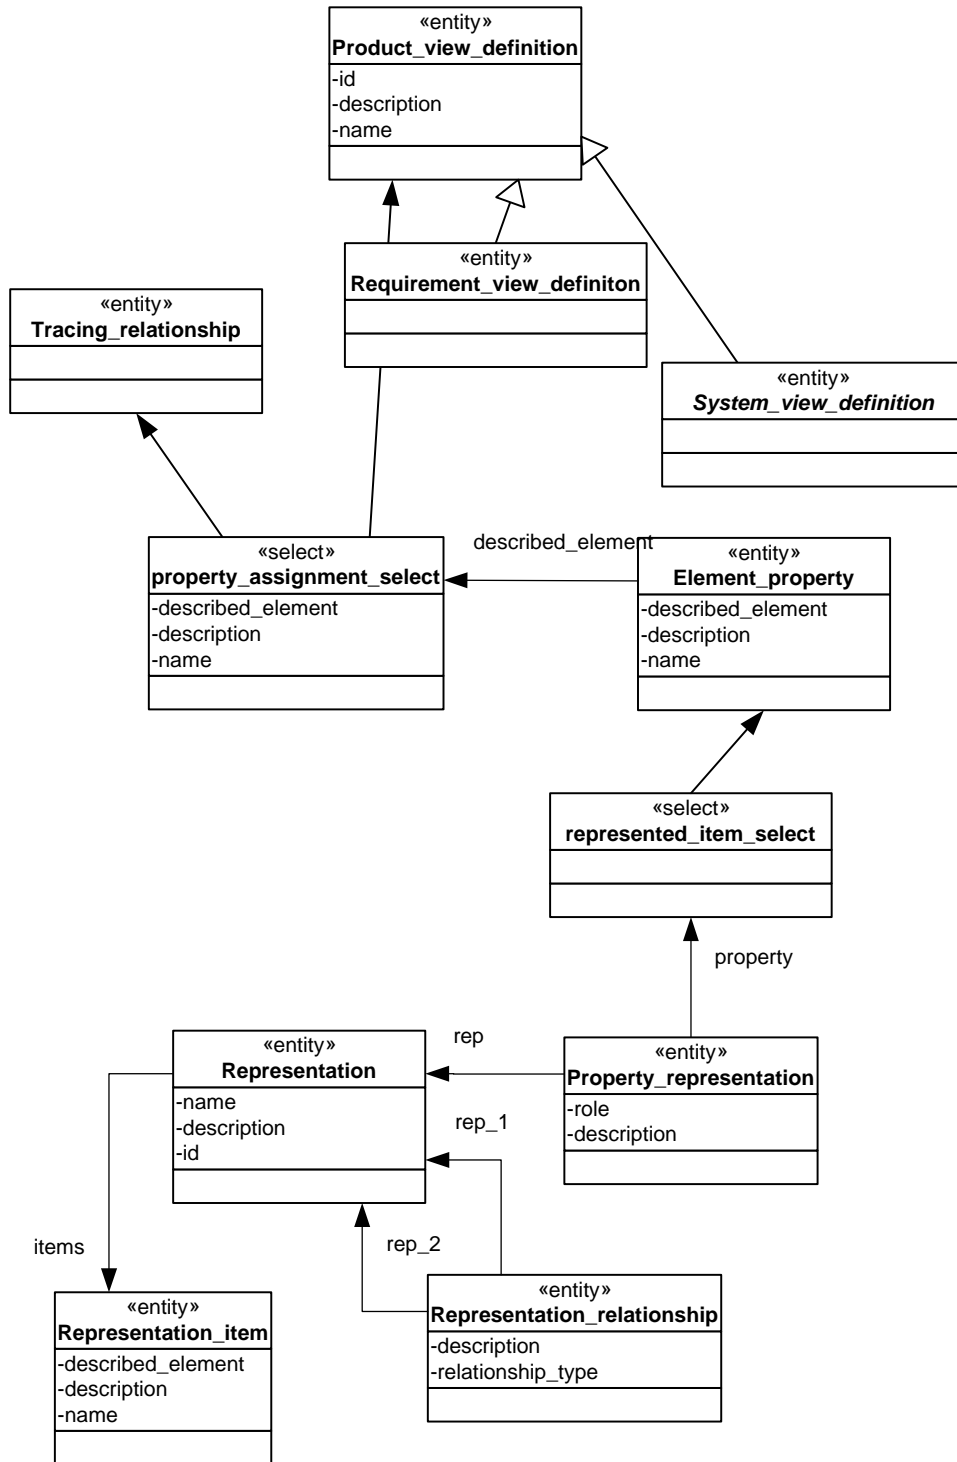 «entity»
Product_view_definition
-id
-description
-name
«entity»
Requirement_view_definiton
«entity»
Tracing_relationship
«entity»
System_view_definition
«select»
property_assignment_select
-described_element
-description
-name
described_element
«entity»
Element_property
-described_element
-description
-name
«select»
represented_item_select
property
«entity»
Representation
-name
-description
-id
rep
rep_1
«entity»
Property_representation
-role
-description
items
rep_2
«entity»
Representation_item
-described_element
-description
-name
«entity»
Representation_relationship
-description
-relationship_type